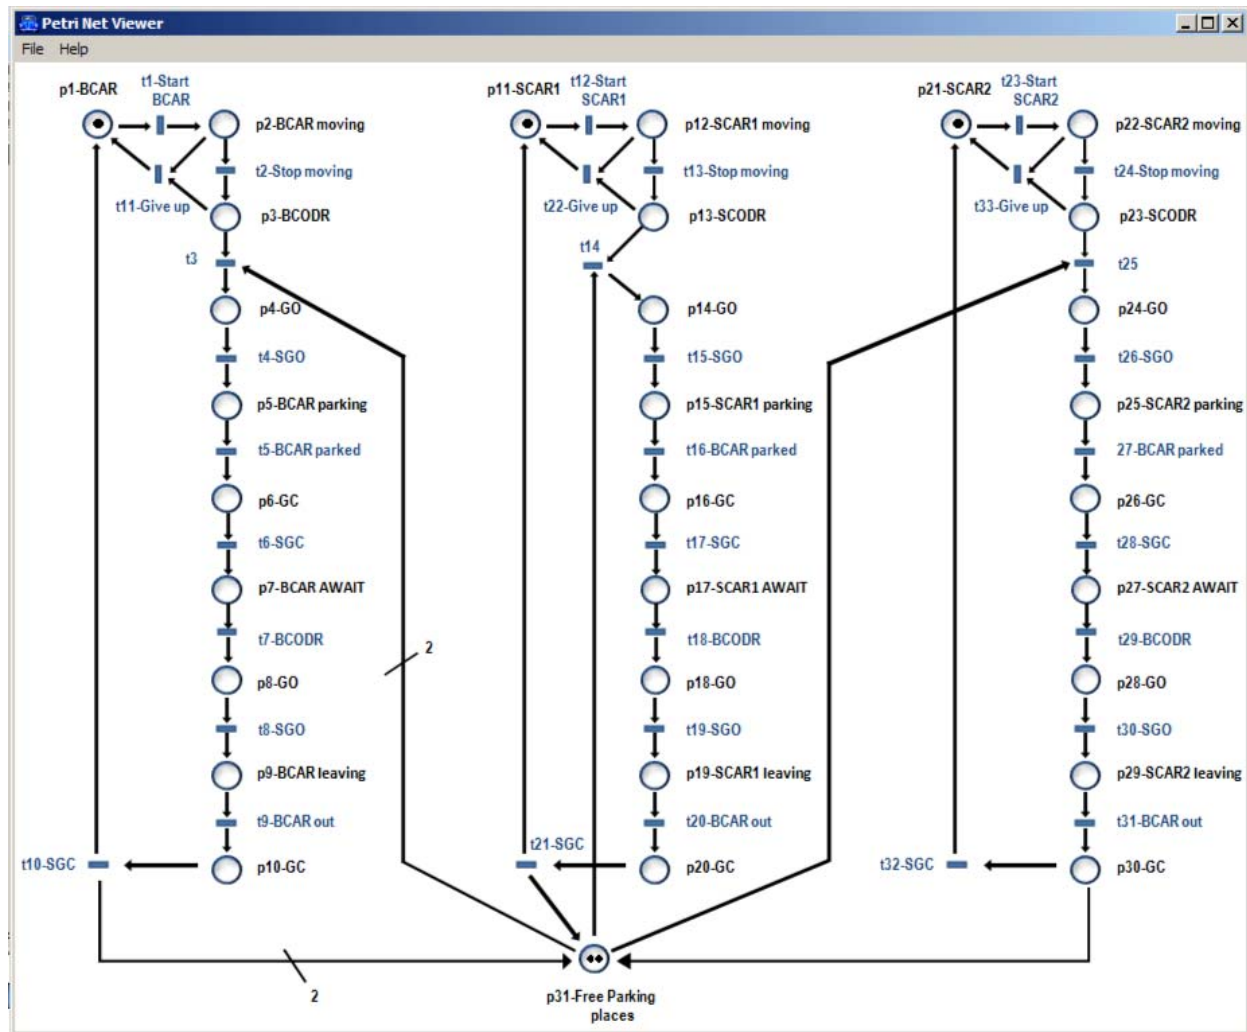 Petri Net Viewer
File Help
p1-BCAR
t1-Start
BCAR
p2-BCAR moving
t2-Stop moving
t11-Give up
p3-BCODR
t3
p4-GO
t4-SGO
p5-BCAR parking
t5-BCAR parked
p6-GC
t6-SGC
p7-BCAR AWAIT
t7-BCODR
2
p8-GO
t8-SGO
p9-BCAR leaving
t9-BCAR out
t10-SGC
p10-GC
2
p11-SCAR1
t12-Start
SCAR1
p12-SCAR1 moving
t13-Stop moving
t22-Give up
p13-SCODR
t14
p14-GO
t15-SGO
p15-SCAR1 parking
t16-BCAR parked
p16-GC
t17-SGC
p17-SCAR1 AWAIT
t18-BCODR
p18-GO
t19-SGO
p19-SCAR1 leaving
t20-BCAR out
t21-SGC
p20-GC
p31-Free Parking
places
p21-SCAR2
t23-Start
SCAR2
p22-SCAR2 moving
t24-Stop moving
t33-Give up
p23-SCODR
t25
p24-GO
t26-SGO
p25-SCAR2 parking
27-BCAR parked
p26-GC
t28-SGC
p27-SCAR2 AWAIT
t29-BCODR
p28-GO
t30-SGO
p29-SCAR2 leaving
t31-BCAR out
t32-SGC
p30-GC